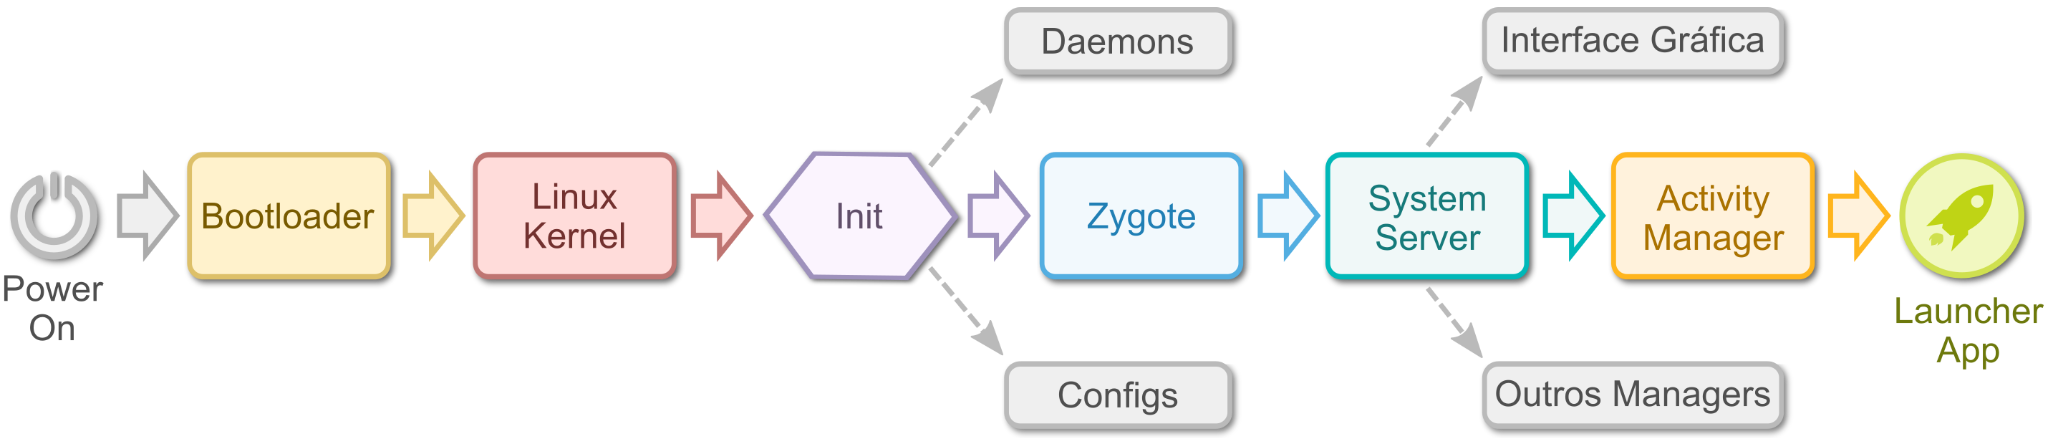 Power
On
Bootloader
Linux
Kernel
Init
Daemons
Configs
Zygote
System
Server
Interface Gráfica
Outros Managers
Activity
Manager
Launcher
App